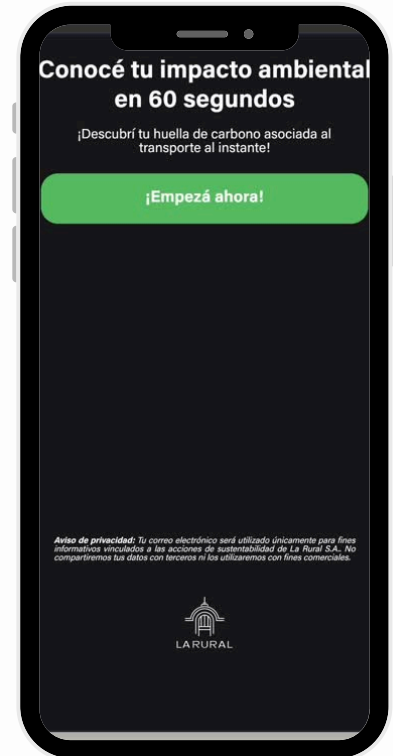 Conocé tu impacto ambiental
en 60 segundos
¡Descubrí tu huella de carbono asociada al
transporte al instante!
¡Empezá ahora!
Aviso de privacidad: Tu correo electrónico será utilizado únicamente para fines
informativos vinculados a las acciones de sustentabilidad de La Rural S.A.. No
compartiremos tus datos con terceros ni los utilizaremos con fines comerciales.
LA RURAL